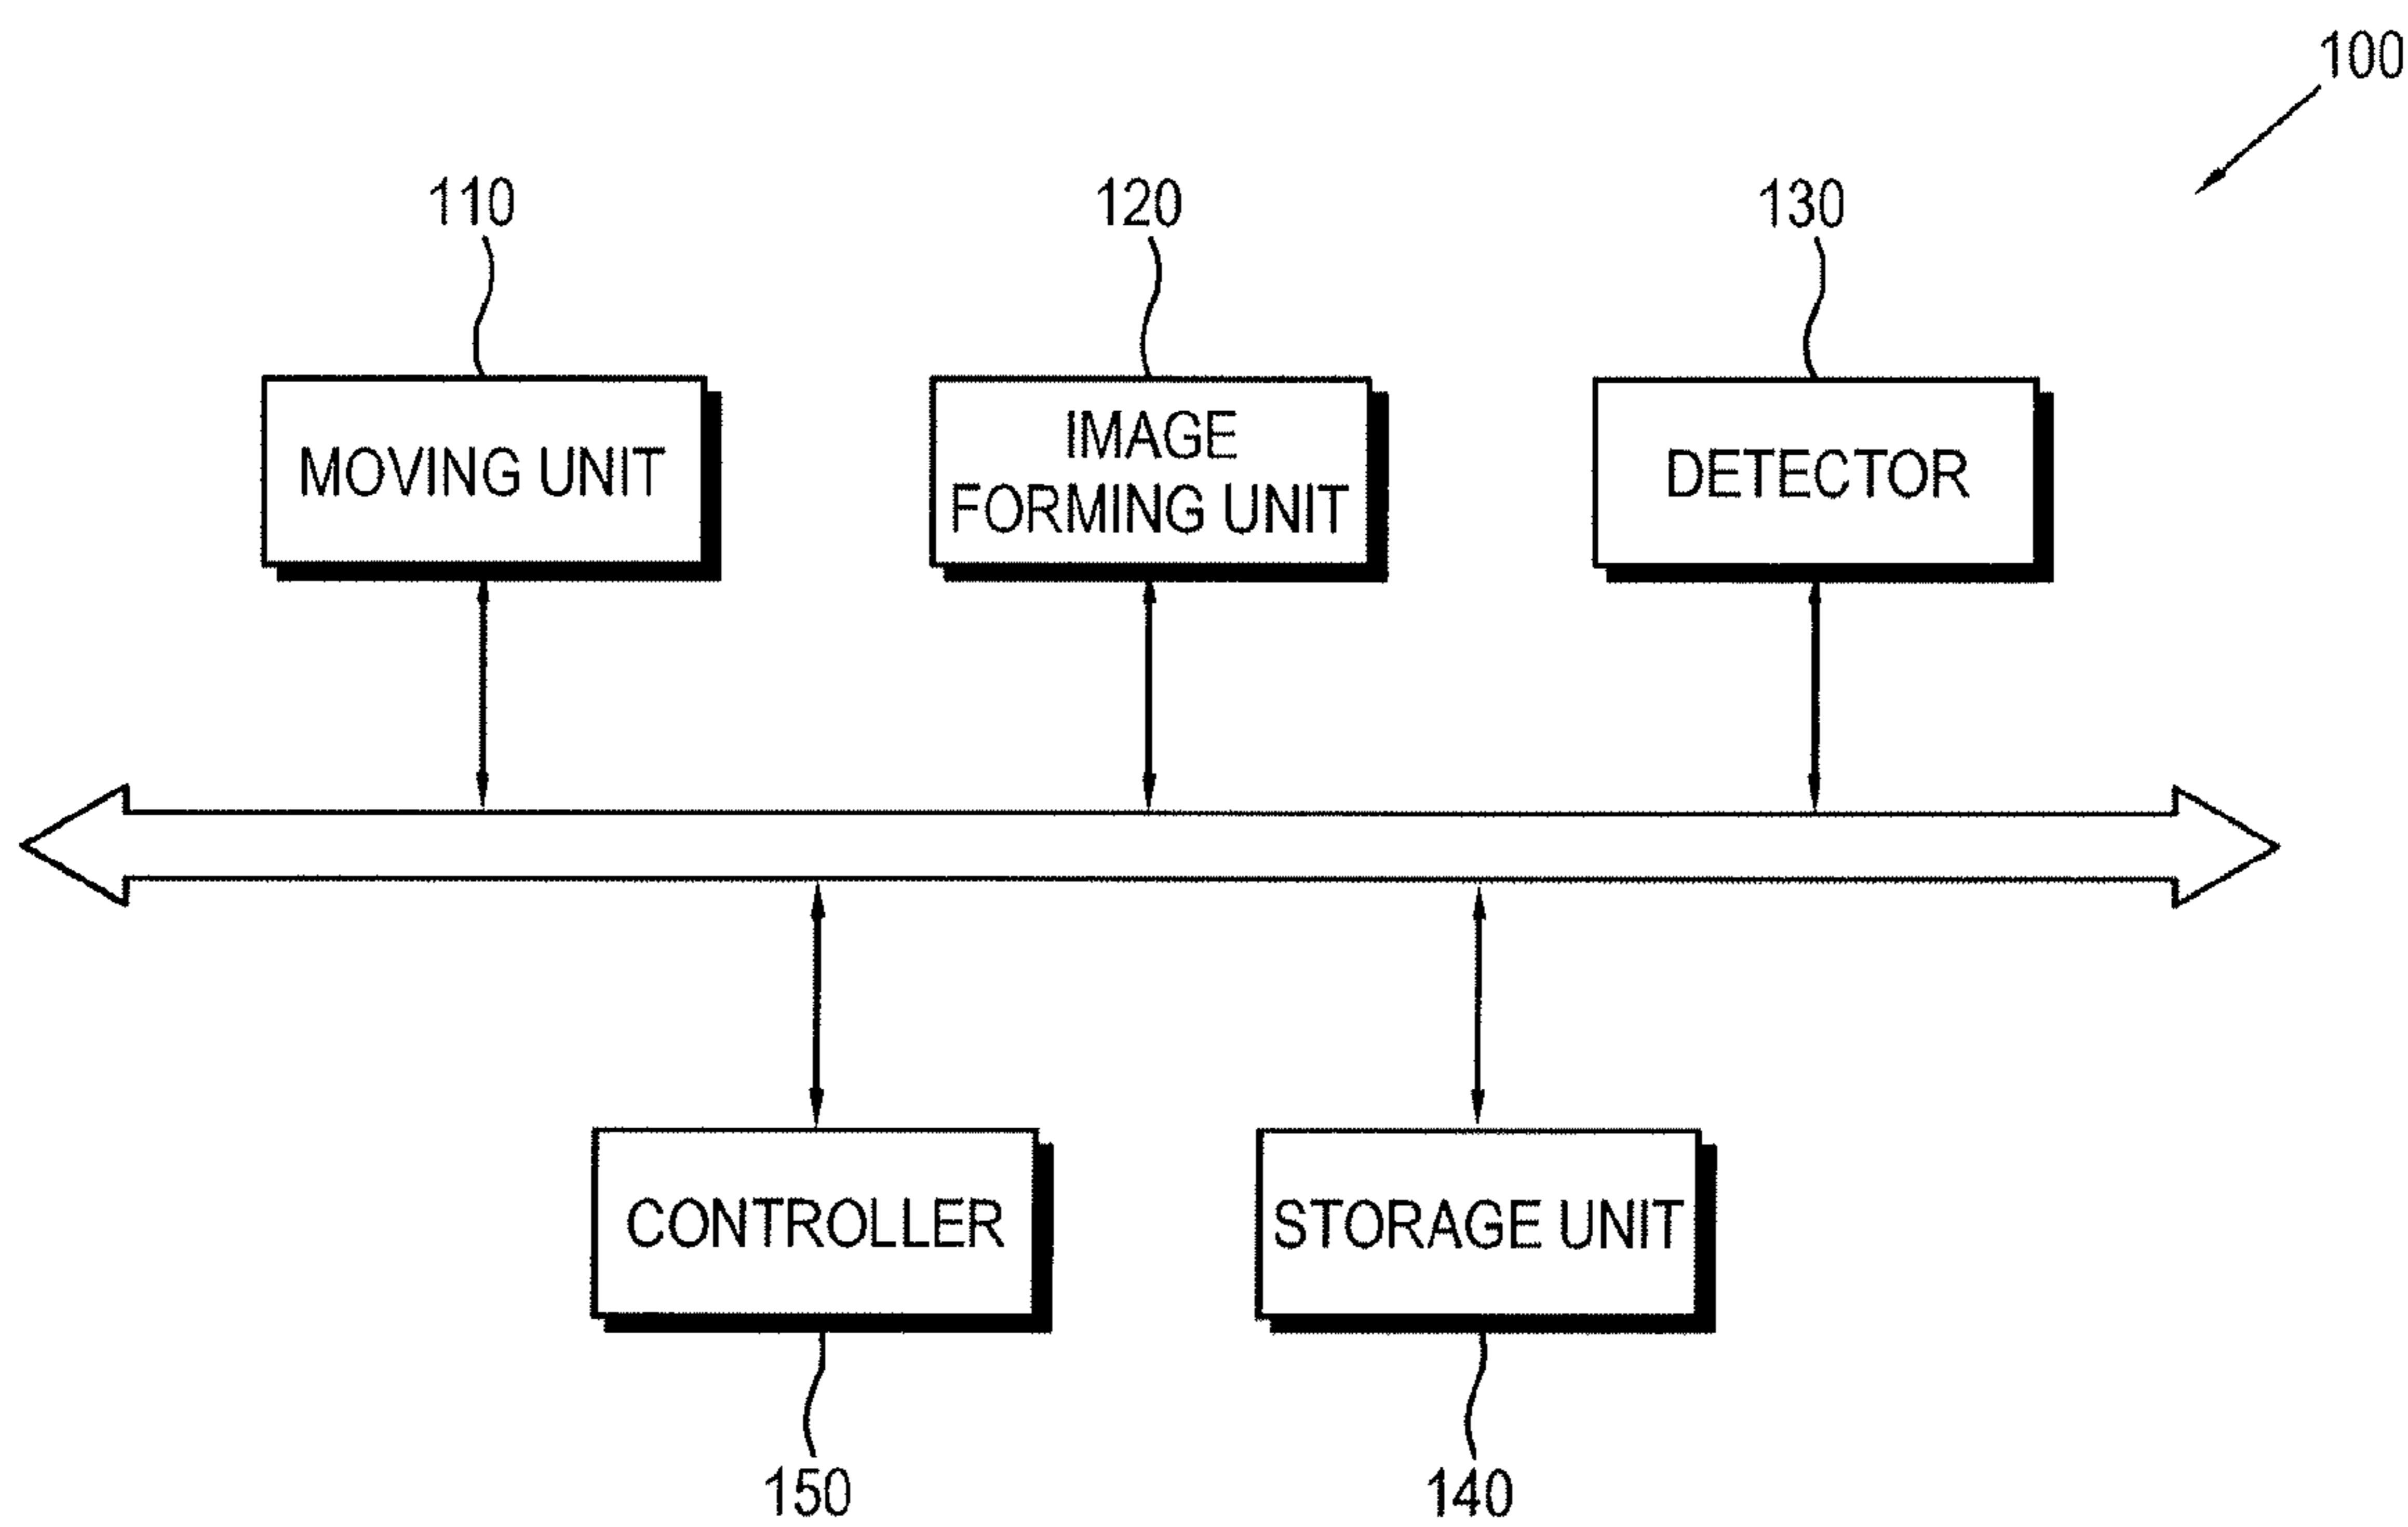 100
110
120
130
MOVING UNIT
IMAGE
FORMING UNIT
DETECTOR
CONTROLLER
STORAGE UNIT
150
140